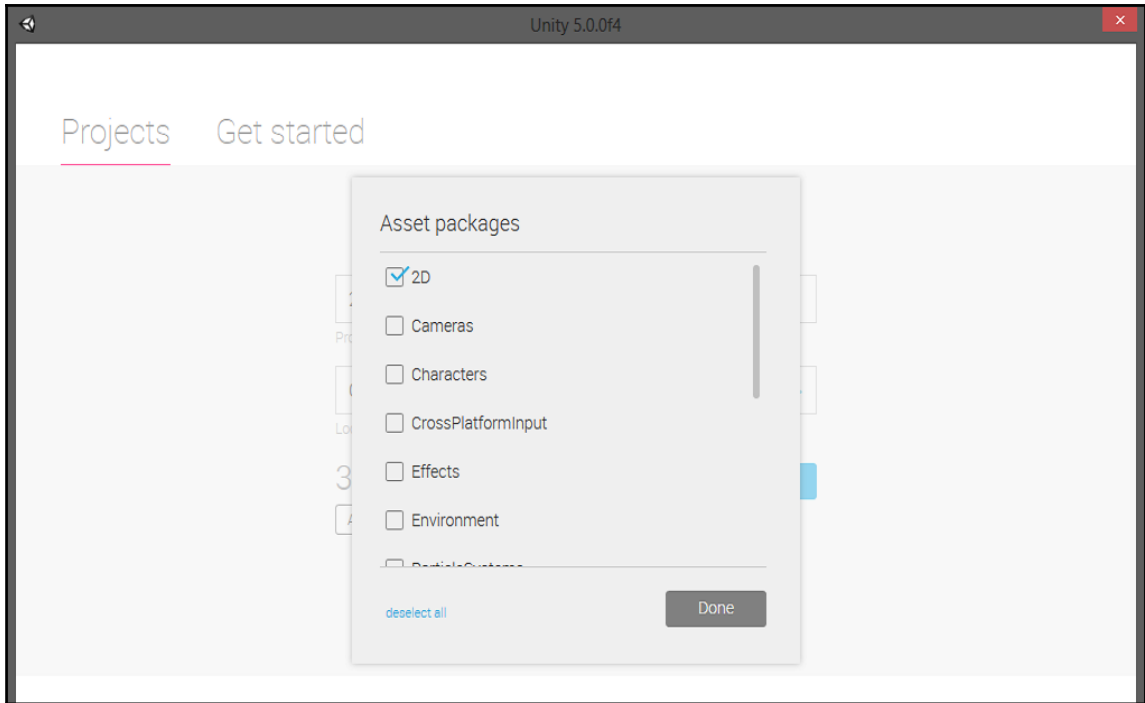 Unity 5.0.0f4
x
Projects Get started
Asset packages
2D
Cameras
Characters
CrossPlatformInput
Effects
Environment
deselect all
Done